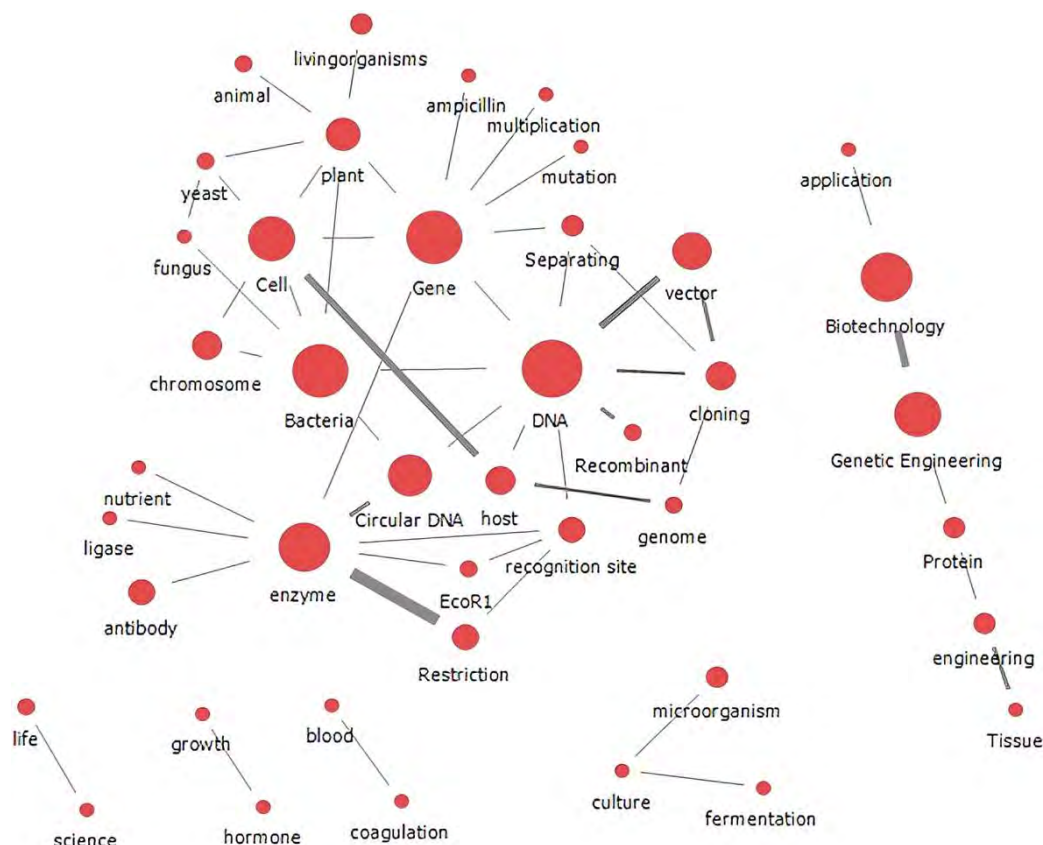 livingorganisms
animal
ampicillin
multiplication
application
mutation
plant
yeast
Separating
fungus
Cell
Gene
vector
Biotechnology
chromosome
Bacteria
DNA
cloning
Genetic Engineering
Recombinant
nutrient
Circular DNA
host
genome
ligase
recognition site
Protein
enzyme
EcoR1
antibody
Restriction
engineering
microorganism
life
growth
blood
Tissue
culture
fermentation
science
hormone
coagulation